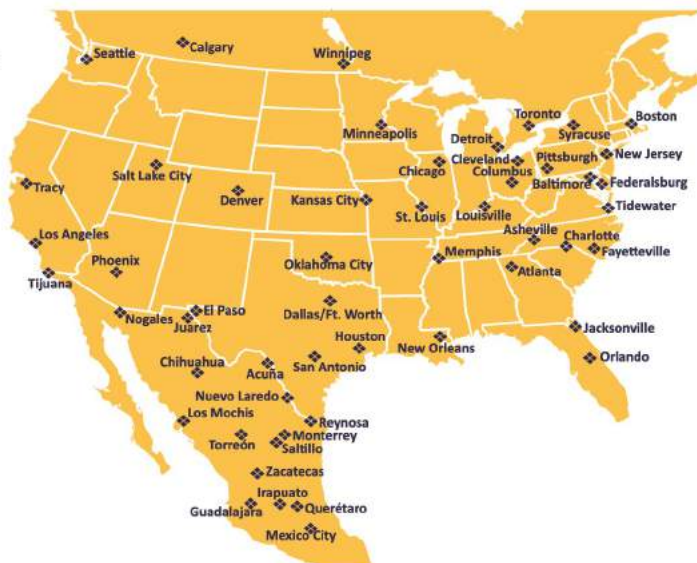 Seattle
Calgary
Winnipeg
Minneapolis
Toronto
Syracuse
Boston
Detroit
Cleveland
Chicago
Columbus
Pittsburgh
New Jersey
Baltimore
Federalsburg
Tidewater
Salt Lake City
Tracy
Denver
Kansas City
St. Louis
Louisville
Asheville
Charlotte
Fayetteville
Los Angeles
Phoenix
Oklahoma City
Memphis
Atlanta
Tijuana
Nogales
El Paso
Juarez
Dallas/Ft. Worth
Houston
New Orleans
Jacksonville
Orlando
Chihuahua
Acuña
San Antonio
Nuevo Laredo
Los Mochis
Reynosa
Torreón
Monterrey
Saltillo
Zacatecas
Irapuato
Guadalajara
Querétaro
Mexico City